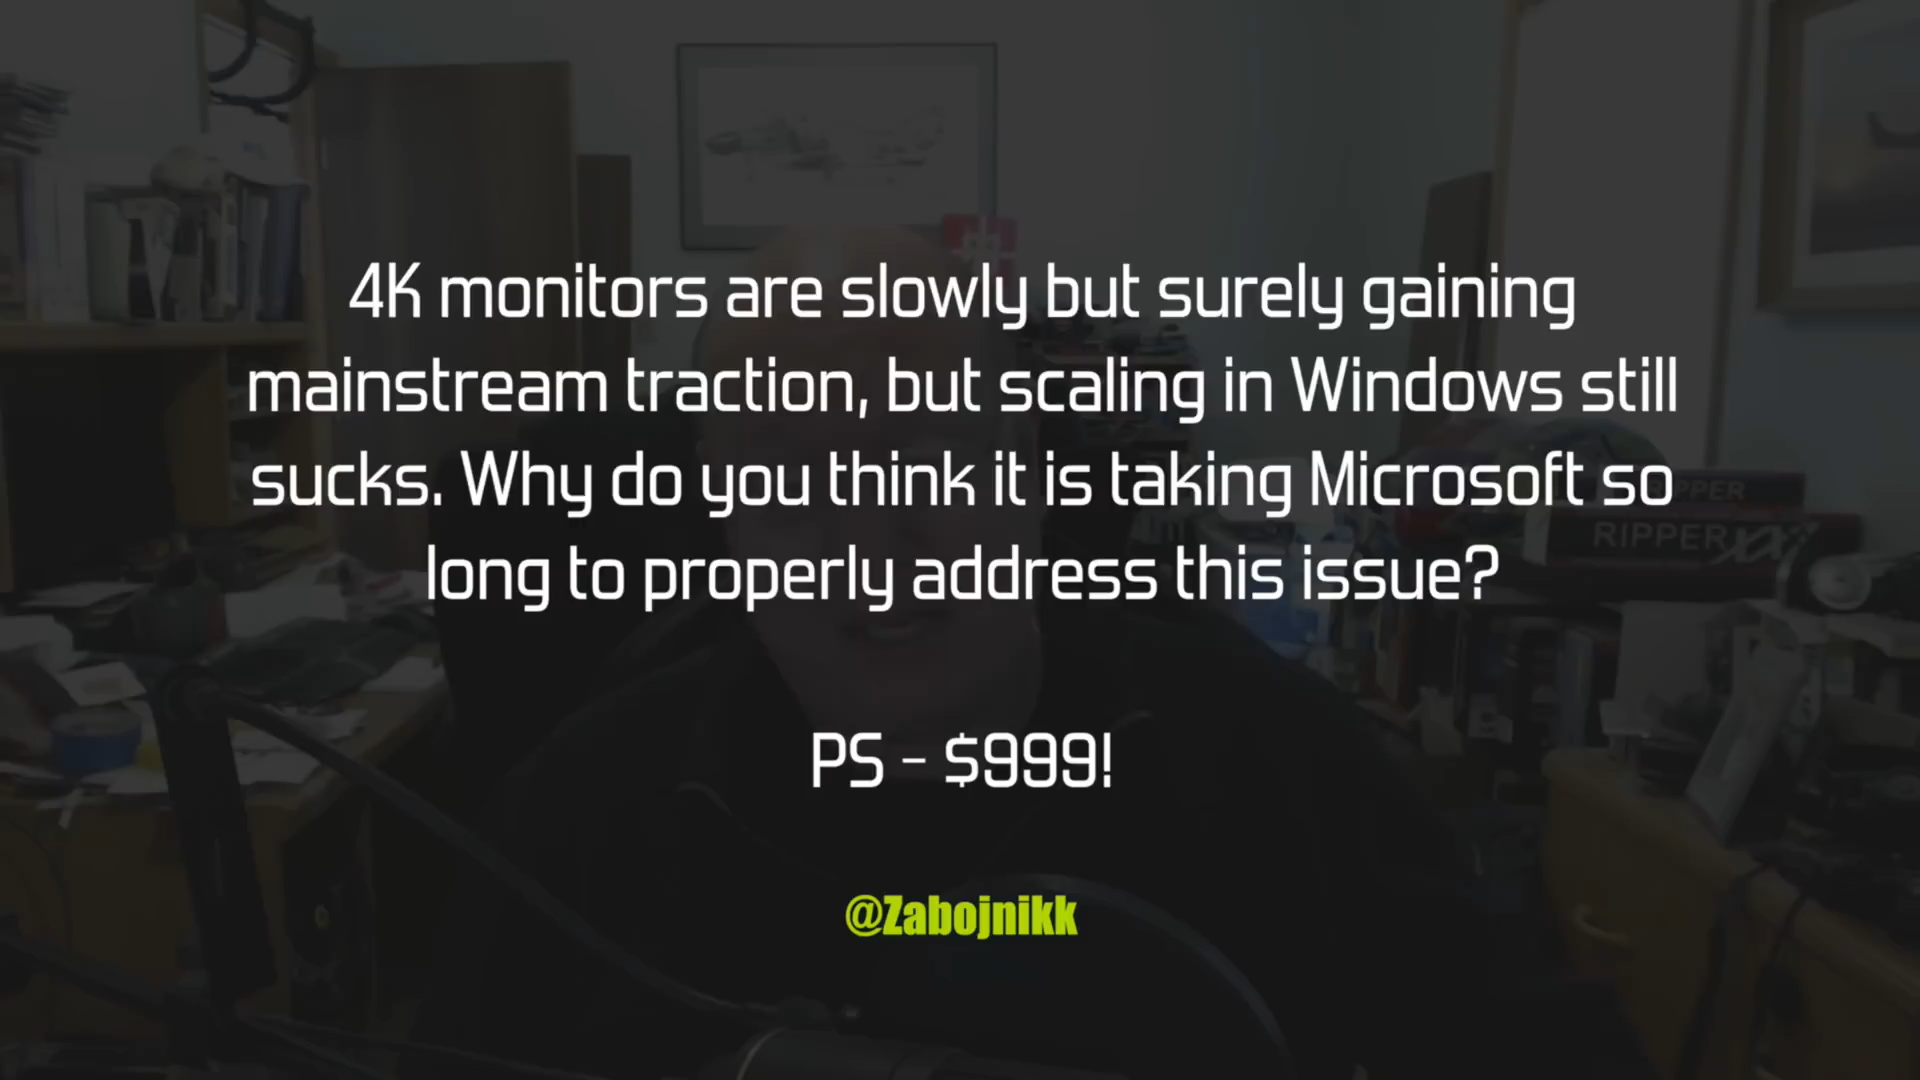 4K monitors are slowly but surely gaining
mainstream traction, but scaling in Windows still
sucks. Why do you think it is taking Microsoft so
long to properly address this issue?
RIPPER
PS - $999!
@Zabojnikk